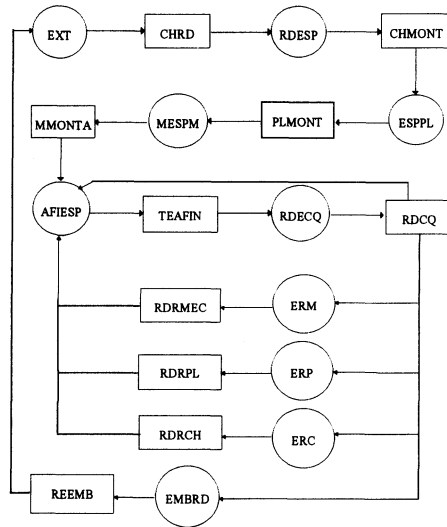 EXT CHRD RDESP CHMONT
MMONTA MESPM PLMONT ESPPL
AFIESP TEAFIN RDECQ RDCQ
RDRMEC ERM
RDRPL ERP
RDRCH ERC
REEMB EMBRD